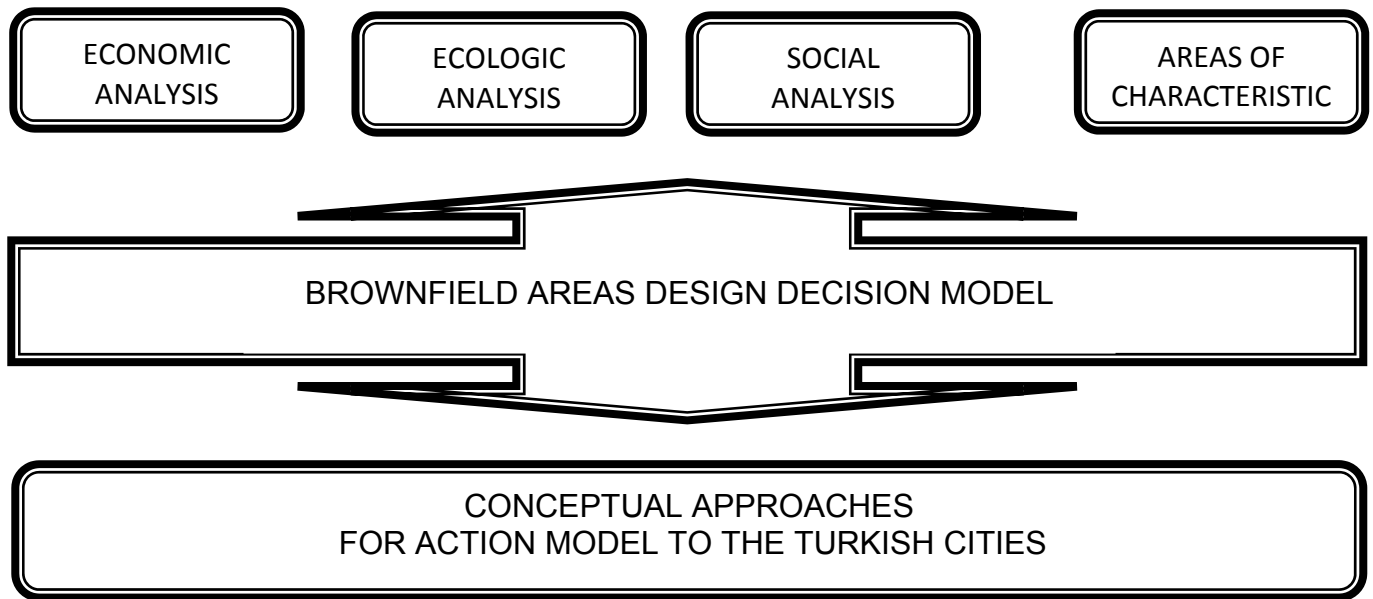 ECONOMIC
ANALYSIS
ECOLOGIC
ANALYSIS
SOCIAL
ANALYSIS
AREAS OF
CHARACTERISTIC
BROWNFIELD AREAS DESIGN DECISION MODEL
CONCEPTUAL APPROACHES
FOR ACTION MODEL TO THE TURKISH CITIES